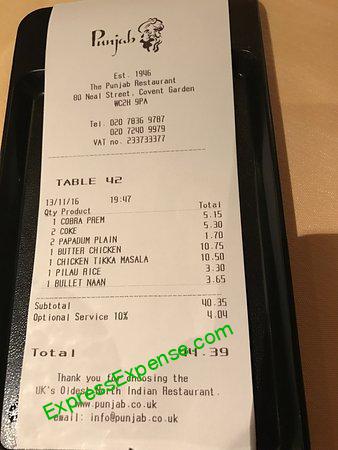 Punjab
Est. 1946
The Punjab Restaurant
80 Neal Street, Covent Garden
WC2H 9PA
Tel. 020 7836 9787
020 7240 9979
VAT no. 233733377
TABLE 42
13/11/16 19:47
Qty Product Total
1 COBRA PREM 5.15
2 COKE 5.30
2 PAPADUM PLAIN 1.70
1 BUTTER CHICKEN 10.75
1 CHICKEN TIKKA MASALA 10.50
1 PILAU RICE 3.30
1 BULLET NAAN 3.65
Subtotal 40.35
Optional Service 10% 4.04
Total 44.39
Thank you for choosing the
UK's Oldest North Indian Restaurant.
www.punjab.co.uk
email: info@punjab.co.uk
ExpressExpense.com